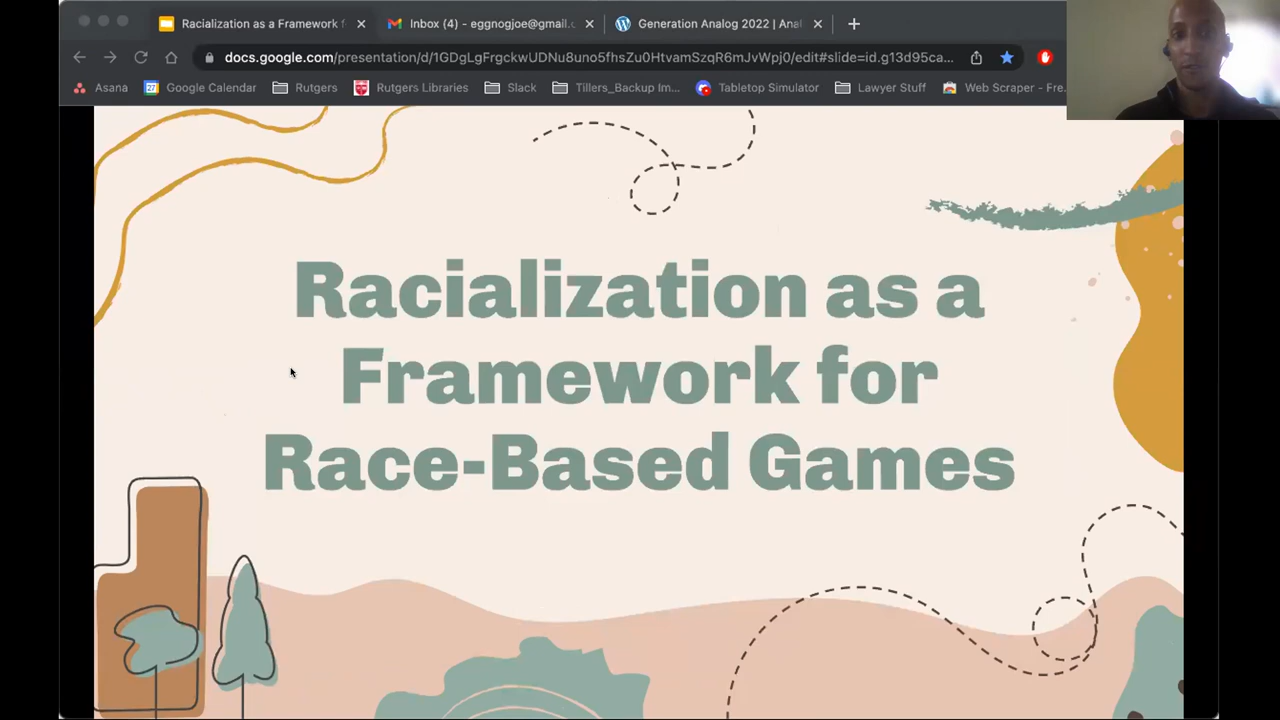 Racialization as a Framework f
Inbox (4) - eggnogjoe@gmail.c
Generation Analog 2022 | Anal
docs.google.com/presentation/d/1GDgLgFrgckwUDNu8uno5fhsZu0HtvamSzqR6mJvWpj0/edit#slide=id.g13d95ca...
Asana
27
Google Calendar
Rutgers
Rutgers Libraries
Slack
Tillers_Backup Im...
Tabletop Simulator
Lawyer Stuff
Web Scraper - Fre.
Racialization as a
Framework for
Race-Based Games